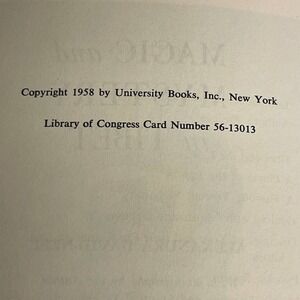 Copyright 1958 by University Books, Inc., New York
Library of Congress Card Number 56-13013